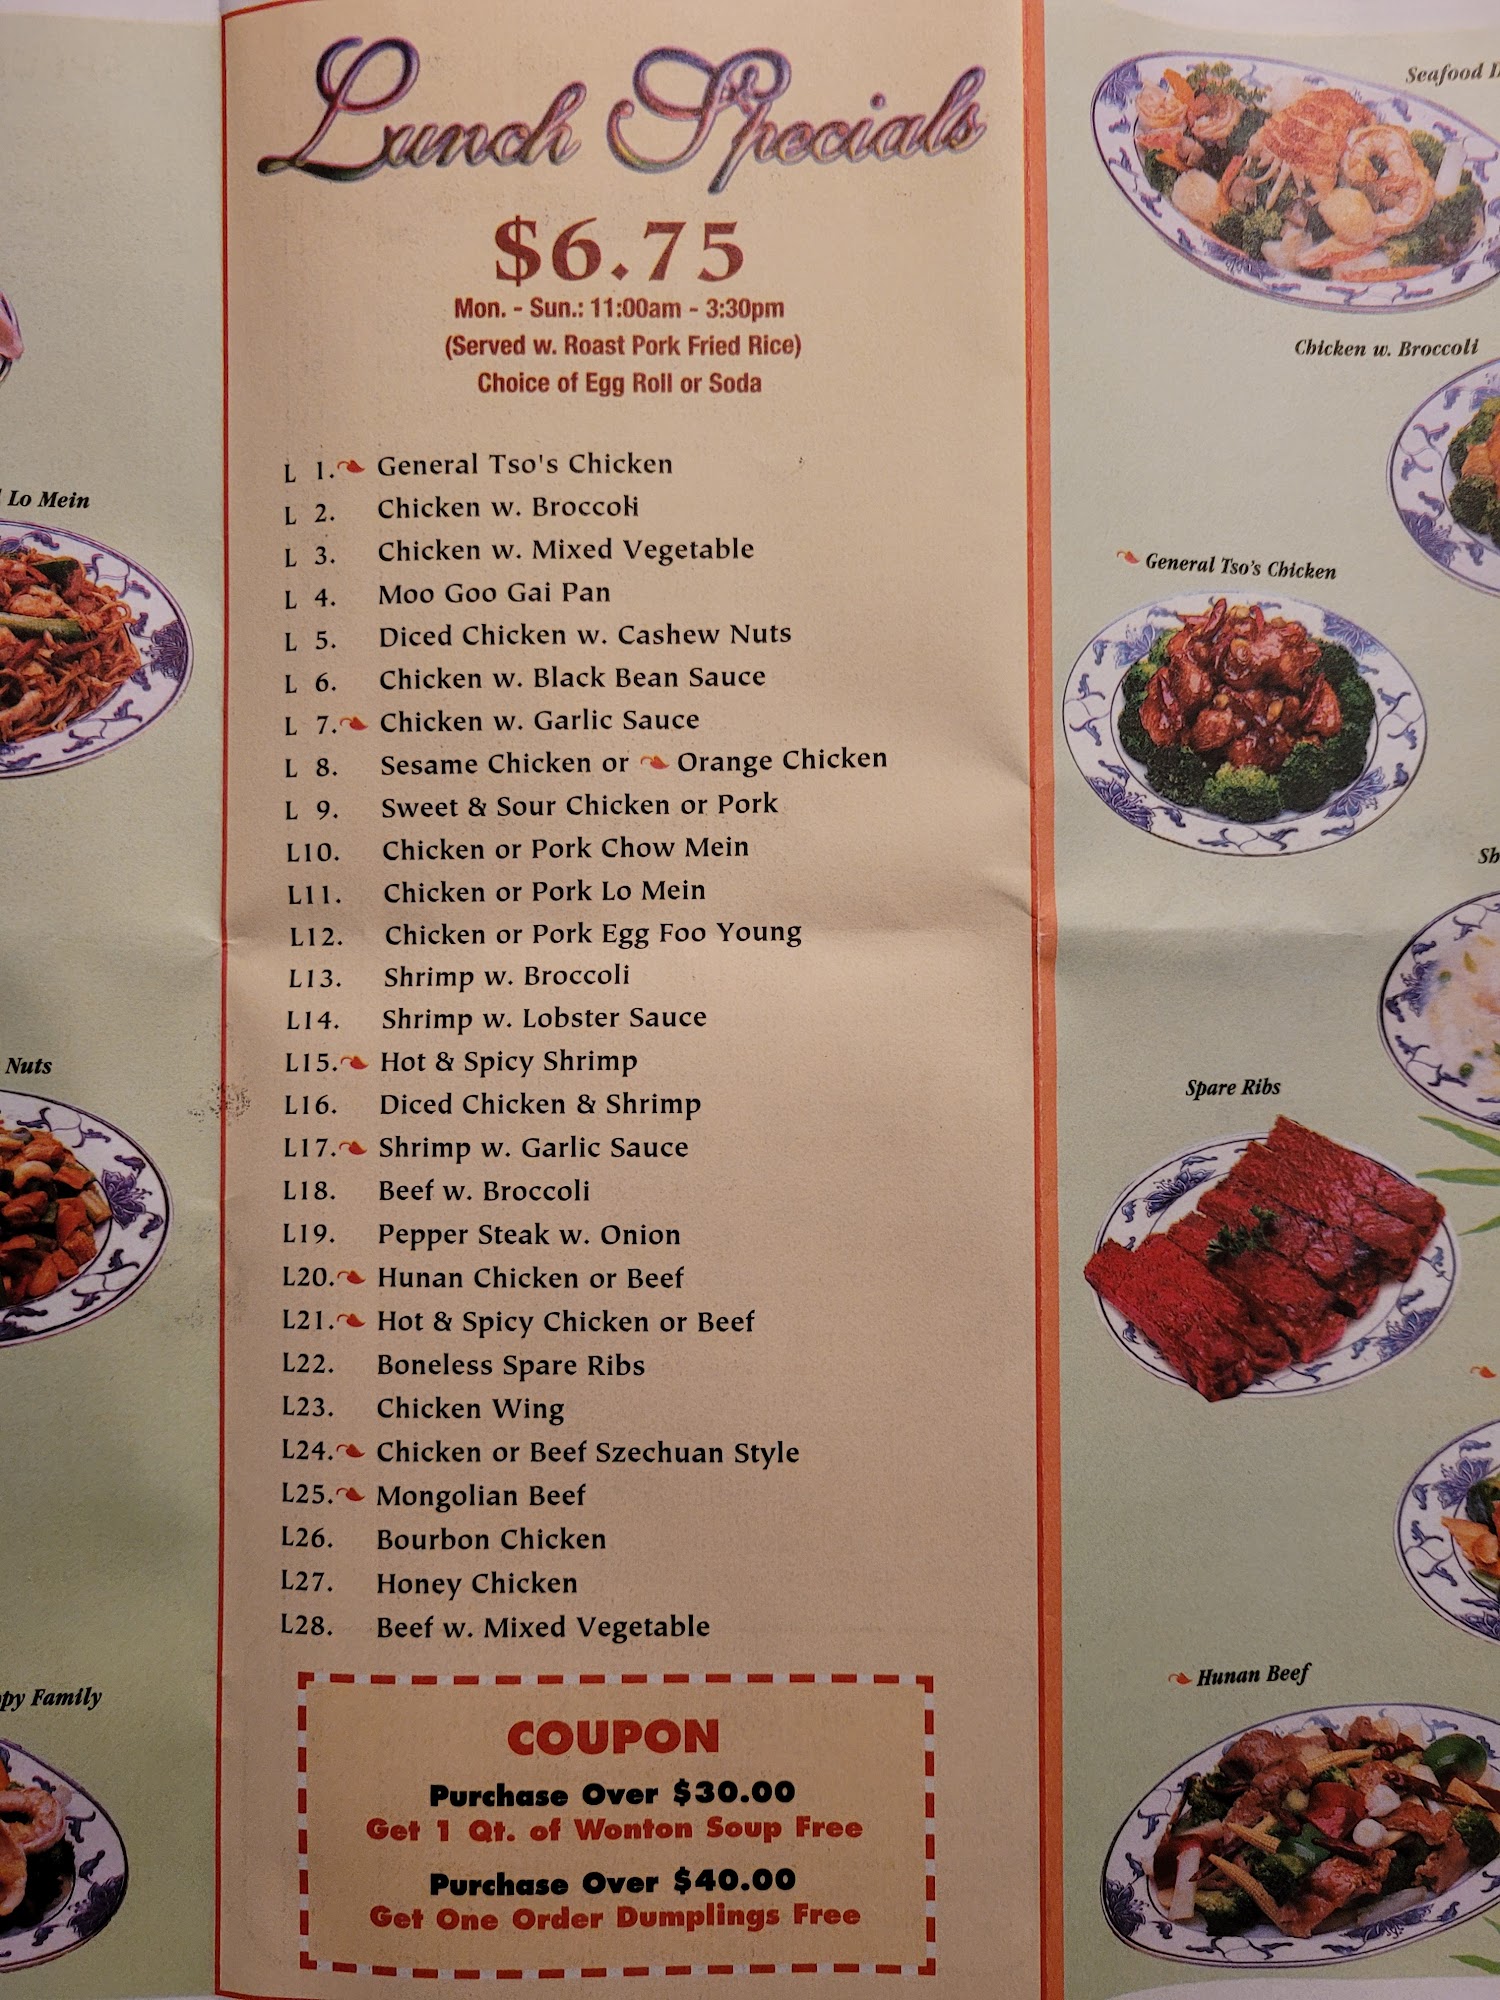 Lunch Specials
$6.75
Mon. - Sun.: 11:00am - 3:30pm
(Served w. Roast Pork Fried Rice)
Choice of Egg Roll or Soda
L 1. General Tso's Chicken
L 2. Chicken w. Broccoli
L 3. Chicken w. Mixed Vegetable
L 4. Moo Goo Gai Pan
L 5. Diced Chicken w. Cashew Nuts
L 6. Chicken w. Black Bean Sauce
L 7. Chicken w. Garlic Sauce
L 8. Sesame Chicken or Orange Chicken
L 9. Sweet & Sour Chicken or Pork
L10. Chicken or Pork Chow Mein
L11. Chicken or Pork Lo Mein
L12. Chicken or Pork Egg Foo Young
L13. Shrimp w. Broccoli
L14. Shrimp w. Lobster Sauce
L15. Hot & Spicy Shrimp
L16. Diced Chicken & Shrimp
L17. Shrimp w. Garlic Sauce
L18. Beef w. Broccoli
L19. Pepper Steak w. Onion
L20. Hunan Chicken or Beef
L21. Hot & Spicy Chicken or Beef
L22. Boneless Spare Ribs
L23. Chicken Wing
L24. Chicken or Beef Szechuan Style
L25. Mongolian Beef
L26. Bourbon Chicken
L27. Honey Chicken
L28. Beef w. Mixed Vegetable
COUPON
Purchase Over $30.00
Get 1 Qt. of Wonton Soup Free
Purchase Over $40.00
Get One Order Dumplings Free
Lo Mein
Nuts
Family
Seafood
Chicken w. Broccoli
General Tso's Chicken
Spare Ribs
Hunan Beef